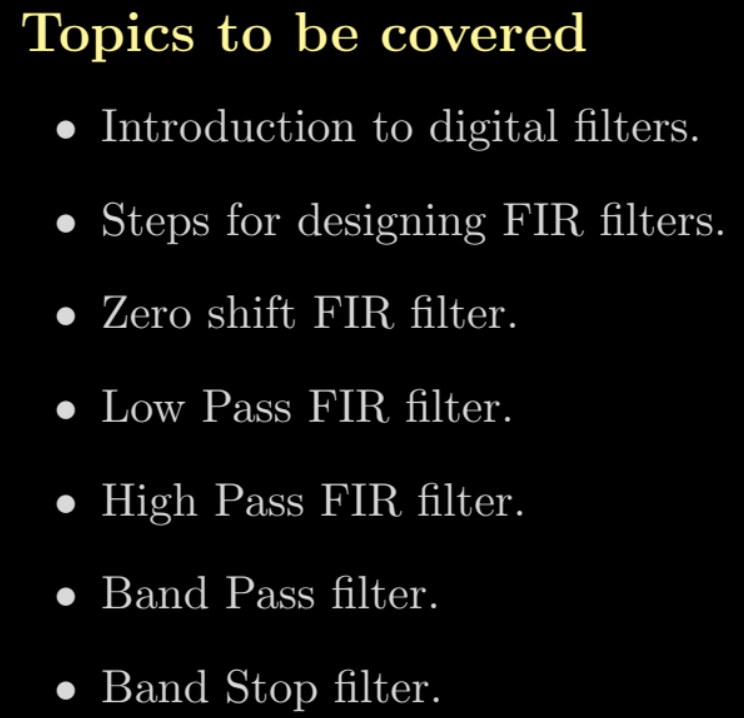 Topics to be covered
• Introduction to digital filters.
• Steps for designing FIR filters.
• Zero shift FIR filter.
• Low Pass FIR filter.
• High Pass FIR filter.
• Band Pass filter.
• Band Stop filter.